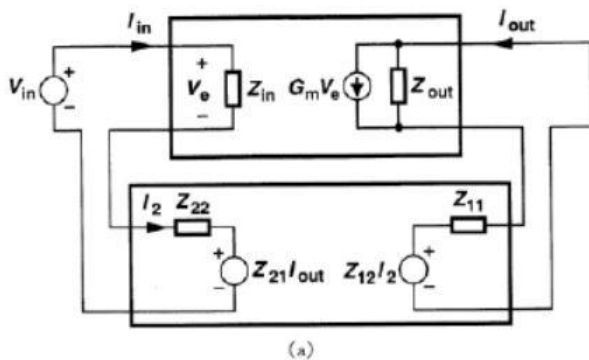 I_in
I_out
V_in
+
−
+
V_e
−
Z_in
G_mV_e
Z_out
I_2
Z_22
Z_11
+
−
Z_21I_out
+
−
Z_12I_2
(a)